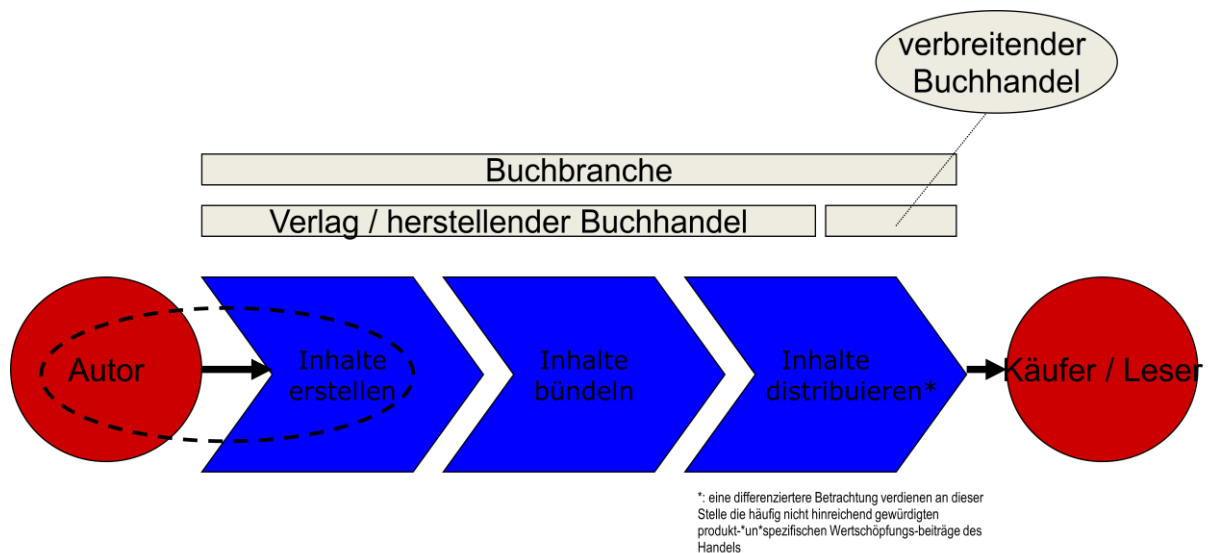 verbreitender
Buchhandel
Buchbranche
Verlag / herstellender Buchhandel
Autor
Inhalte
erstellen
Inhalte
bündeln
Inhalte
distribuieren*
Käufer / Leser
*: eine differenziertere Betrachtung verdienen an dieser
Stelle die häufig nicht hinreichend gewürdigten
produkt-*un*spezifischen Wertschöpfungs-beiträge des
Handels